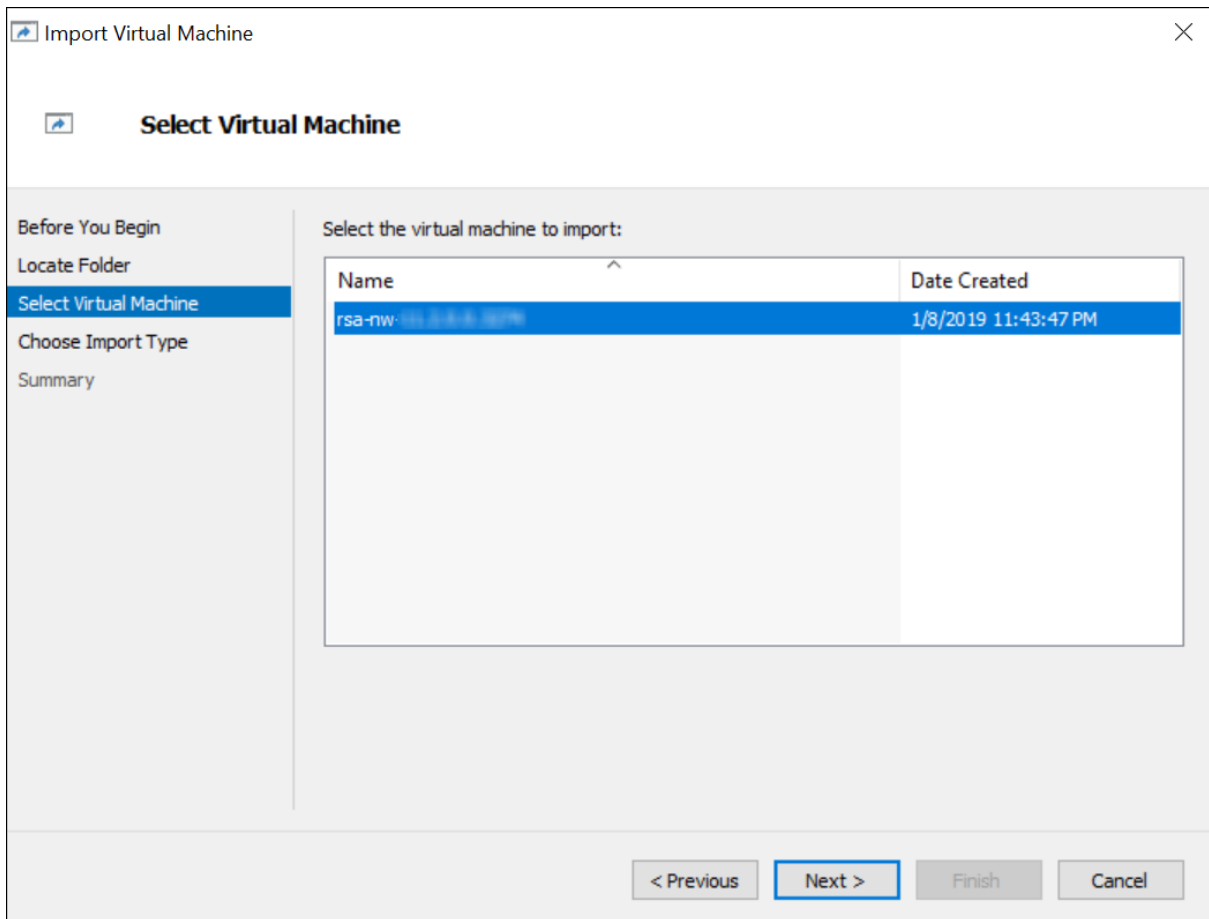 Import Virtual Machine
Select Virtual Machine
Before You Begin
Locate Folder
Select Virtual Machine
Choose Import Type
Summary
Select the virtual machine to import:
Name Date Created
rsa-nw- 1/8/2019 11:43:47 PM
< Previous Next > Finish Cancel